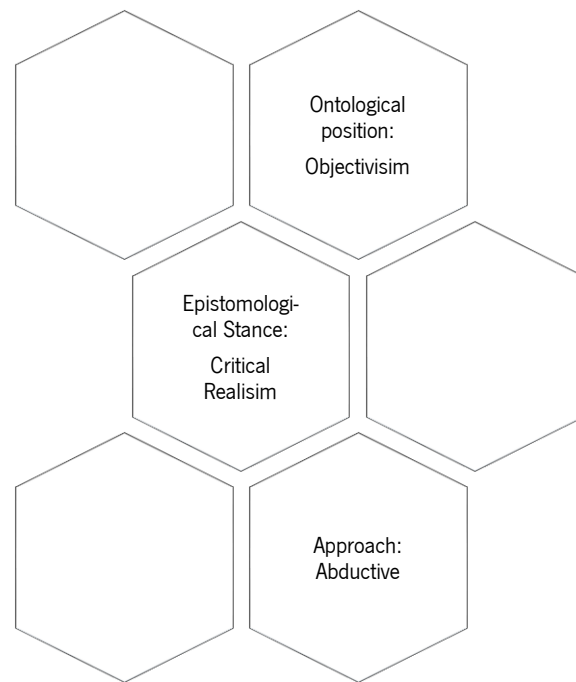 Ontological
position:
Objectivisim
Epistomologi-
cal Stance:
Critical
Realisim
Approach:
Abductive